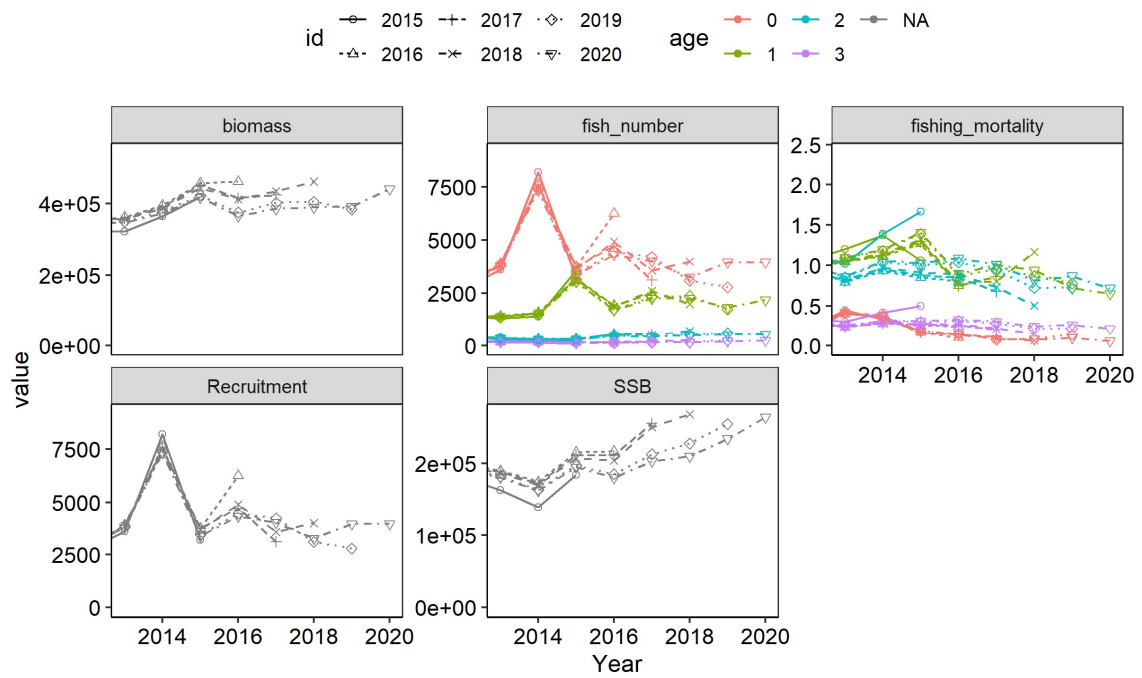 id 2015 2017 2019 age 0 2 NA
2016 2018 2020 1 3
biomass fish_number fishing_mortality
4e+05
2e+05
0e+00
7500
5000
2500
0
2.5
2.0
1.5
1.0
0.5
0.0
2014 2016 2018 2020
value
Recruitment SSB
7500
5000
2500
0
2e+05
1e+05
0e+00
2014 2016 2018 2020 2014 2016 2018 2020
Year